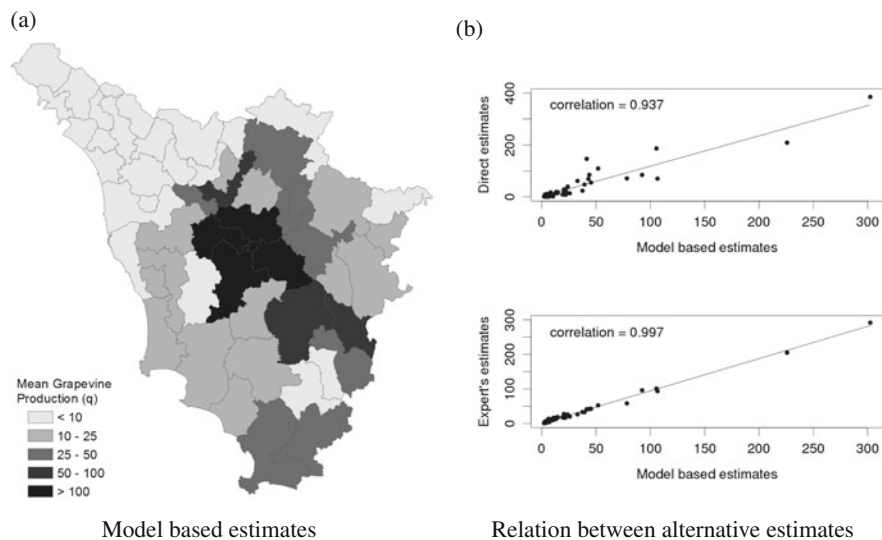 (a)
Mean Grapevine
Production (q)
< 10
10 - 25
25 - 50
50 - 100
> 100
Model based estimates
(b)
correlation = 0.937
Direct estimates
0
200
400
0 50 100 150 200 250 300
Model based estimates
correlation = 0.997
Expert's estimates
0
100
200
300
0 50 100 150 200 250 300
Model based estimates
Relation between alternative estimates